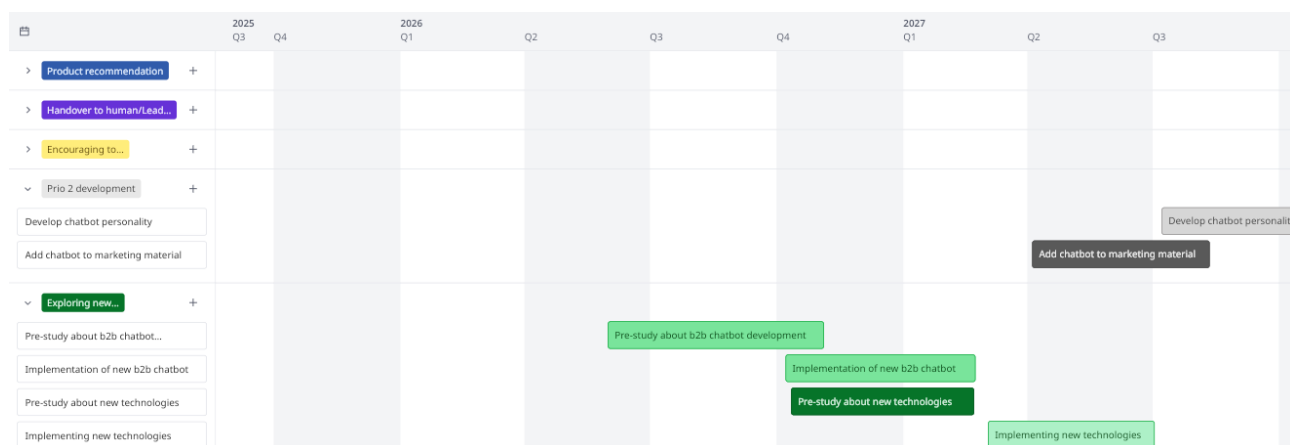 2025 2026 2027
Q3 Q4 Q1 Q2 Q3 Q4 Q1 Q2 Q3
Product recommendation +
Handover to human/Lead... +
Encouraging to... +
Prio 2 development +
Develop chatbot personality Develop chatbot personalit
Add chatbot to marketing material Add chatbot to marketing material
Exploring new... +
Pre-study about b2b chatbot... Pre-study about b2b chatbot development
Implementation of new b2b chatbot Implementation of new b2b chatbot
Pre-study about new technologies Pre-study about new technologies
Implementing new technologies Implementing new technologies